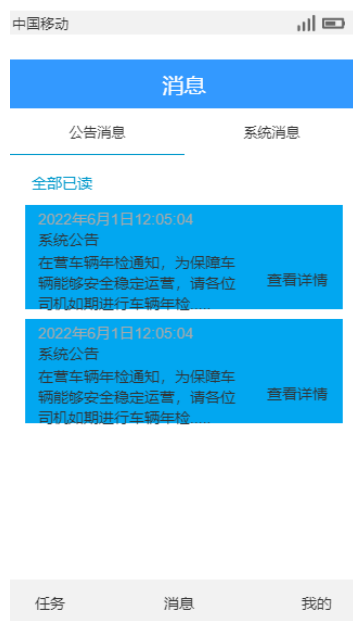 中国移动
消息
公告消息 系统消息
全部已读
2022年6月1日12:05:04
系统公告
在营车辆年检通知，为保障车
辆能够安全稳定运营，请各位 查看详情
司机如期进行车辆年检.....
2022年6月1日12:05:04
系统公告
在营车辆年检通知，为保障车
辆能够安全稳定运营，请各位 查看详情
司机如期进行车辆年检.....
任务 消息 我的